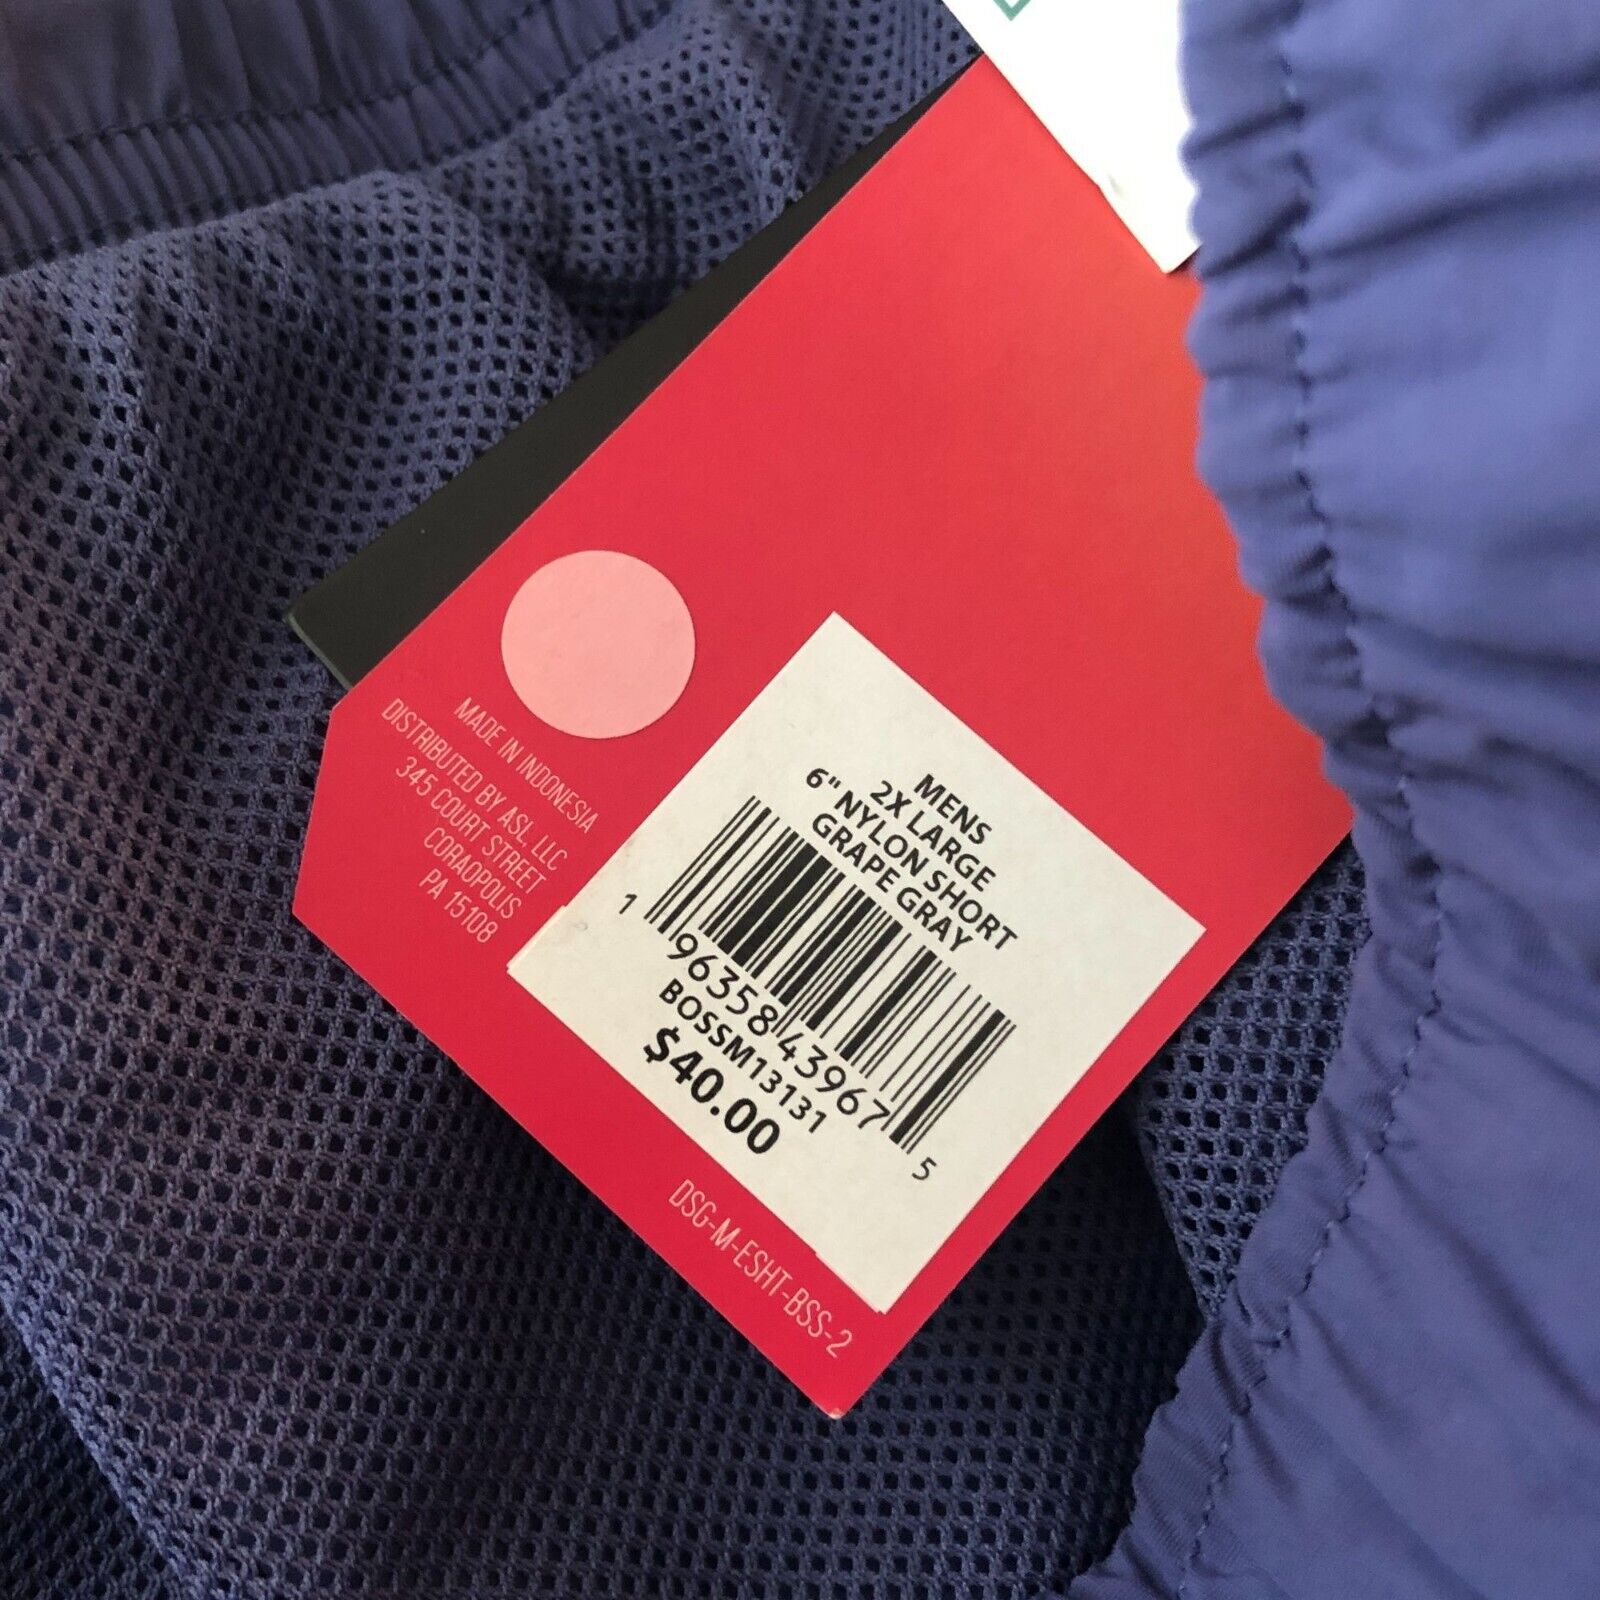 MADE IN INDONESIA
DISTRIBUTED BY ASL, LLC
345 COURT STREET
CORAOPOLIS
PA 15108
MENS
2X LARGE
6" NYLON SHORT
GRAPE GRAY
1 96358 43967 5
BOSSM13131
$40.00
DSG-M-ESHT-BSS-2